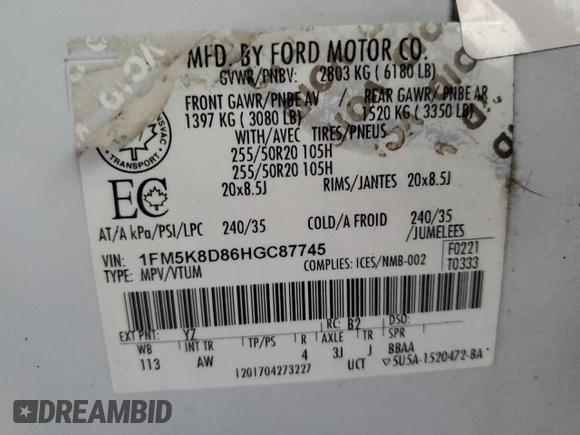 MFD. BY FORD MOTOR CO.
GVWR/PNBV: 2803 KG ( 6180 LB)
FRONT GAWR/PNBE AV / REAR GAWR/ PNBE AR
1397 KG ( 3080 LB) 1520 KG ( 3350 LB)
WITH/AVEC TIRES/PNEUS
255/50R20 105H
255/50R20 105H
20x8.5J RIMS/JANTES 20x8.5J
TRANSPORT
EC
AT/A kPa/PSI/LPC 240/35 COLD/A FROID 240/35
/JUMELEES
VIN: 1FM5K8D86HGC87745
TYPE: MPV/VTUM COMPLIES: ICES/NMB-002
F0221
T0333
EXT PNT: YZ RC: B2 DSO:
WB INT TR TP/PS R AXLE TR SPR
113 AW 4 3J J BBAA
1201704273227 UCT ▽5U5A-1520472-BA
void
DREAMBID